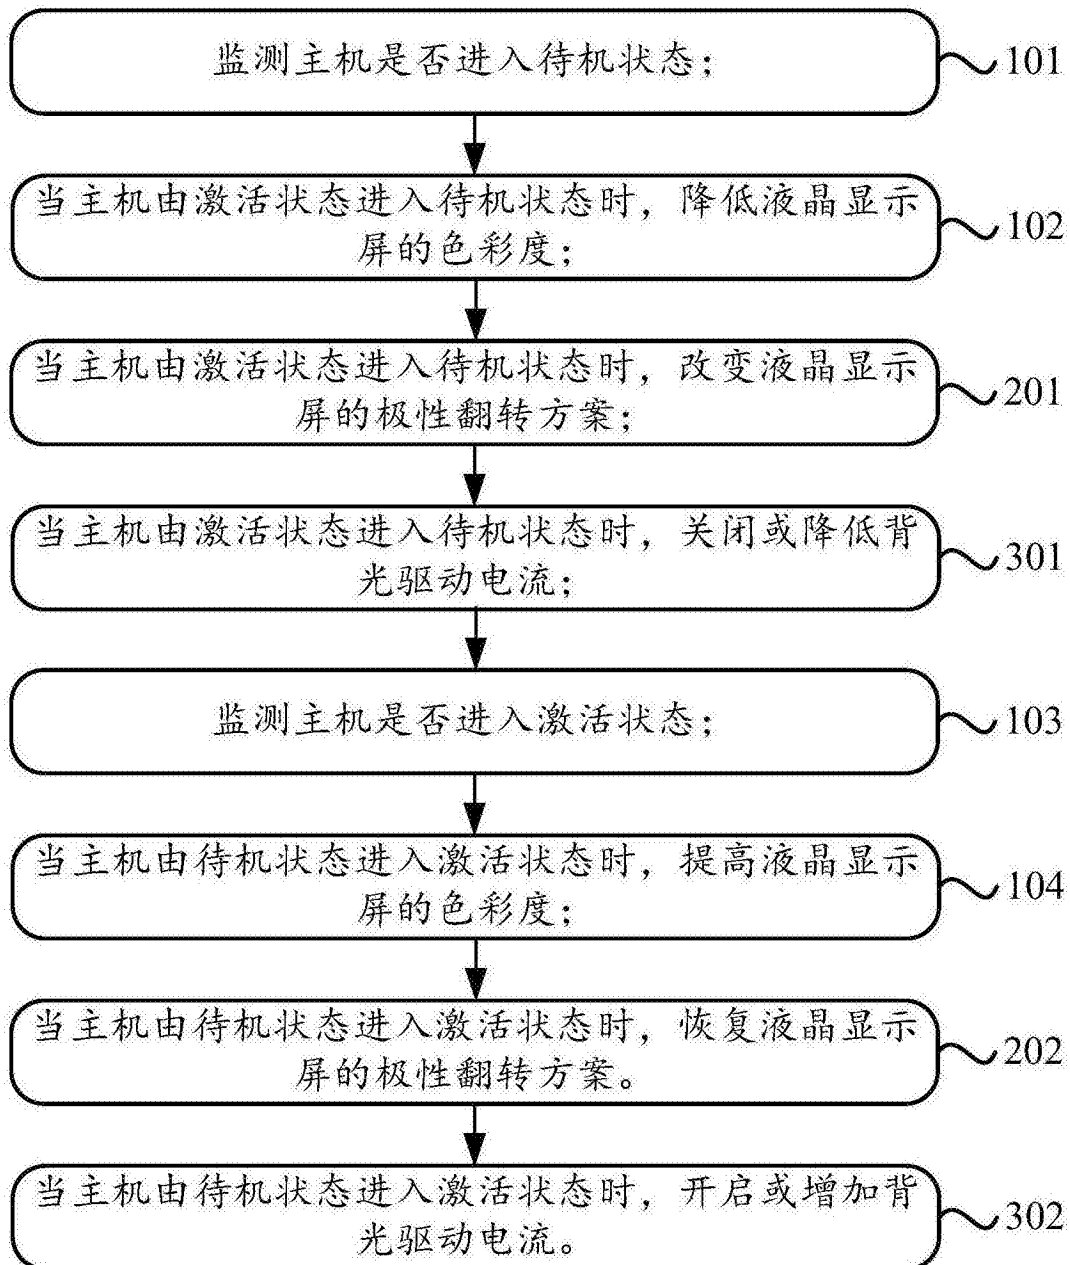 监测主机是否进入待机状态；
101
当主机由激活状态进入待机状态时，降低液晶显示
屏的色彩度；
102
当主机由激活状态进入待机状态时，改变液晶显示
屏的极性翻转方案；
201
当主机由激活状态进入待机状态时，关闭或降低背
光驱动电流；
301
监测主机是否进入激活状态；
103
当主机由待机状态进入激活状态时，提高液晶显示
屏的色彩度；
104
当主机由待机状态进入激活状态时，恢复液晶显示
屏的极性翻转方案。
202
当主机由待机状态进入激活状态时，开启或增加背
光驱动电流。
302